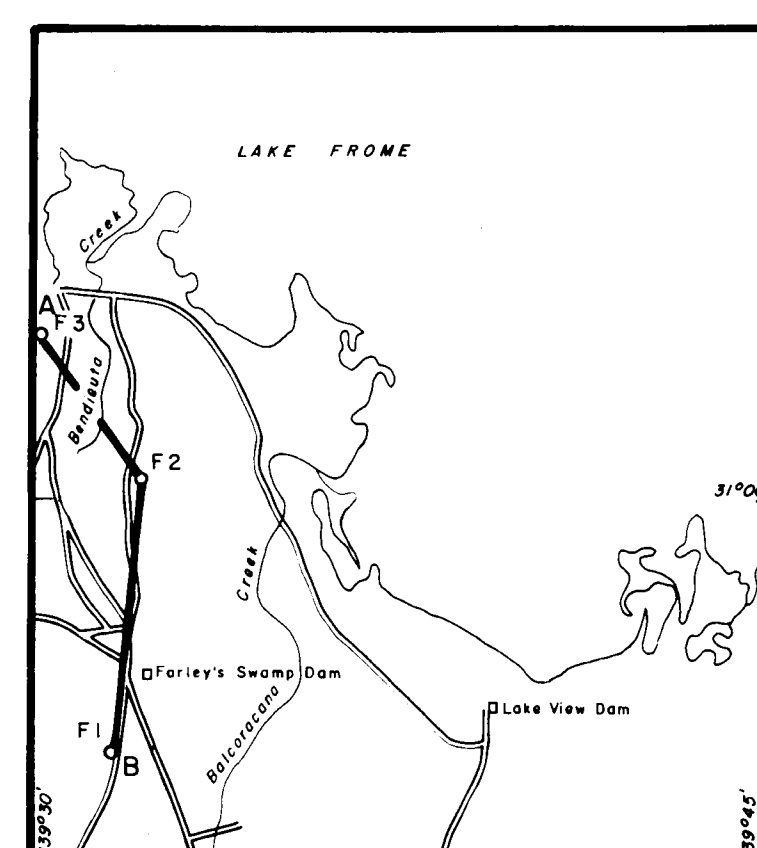 LAKE FROME
Creek
A
F3
Bendieuta
F2
31°00
Creek
Farley's Swamp Dam
Lake View Dam
Balcoracana
F1
B
39°30'
39°45'